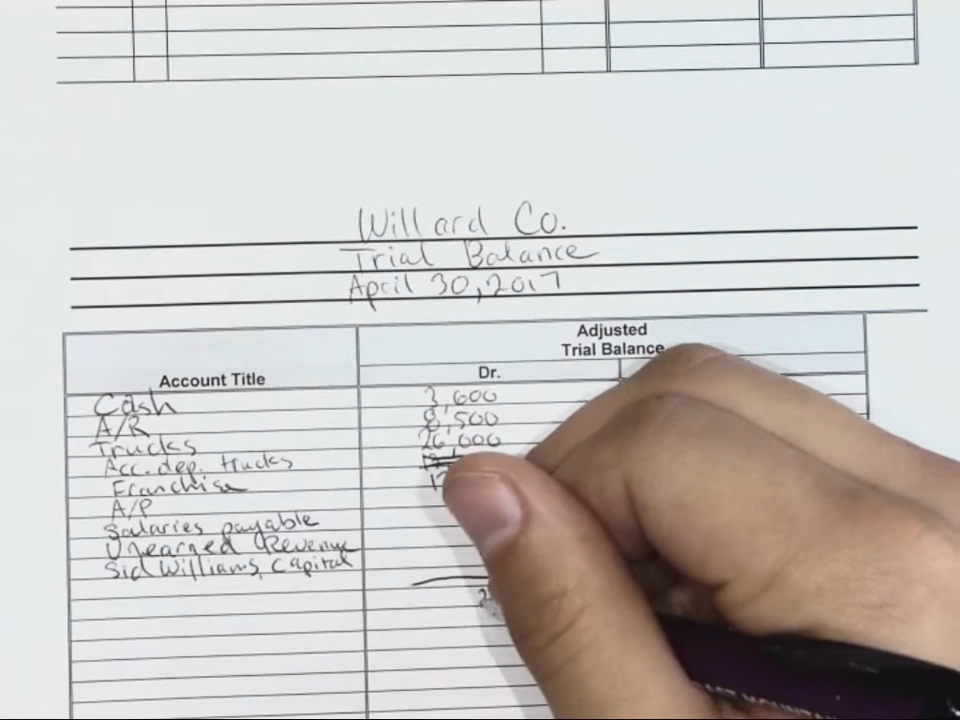 Willard Co.
Trial Balance
April 30, 2017
Adjusted
Trial Balance
Account Title Dr.
Cash 3,600
A/R 8,500
Trucks 26,000
Acc. dep. trucks
Franchise
A/P
Salaries payable
Unearned Revenue
Sid Williams, Capital